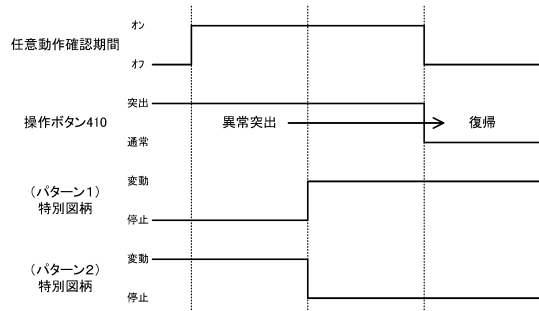 オン
任意動作確認期間
オフ
突出
操作ボタン410
異常突出
復帰
通常
変動
(パターン1)
特別図柄
停止
変動
(パターン2)
特別図柄
停止